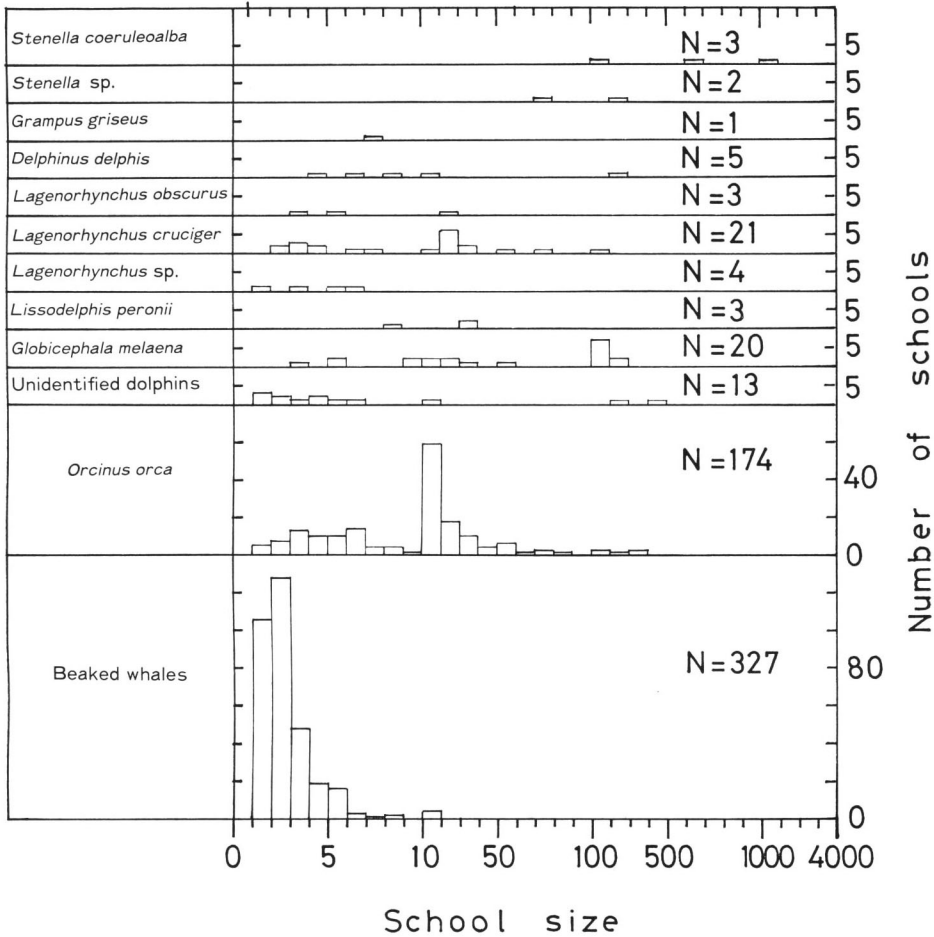 Stenella coeruleoalba N=3 5
Stenella sp. N=2 5
Grampus griseus N=1 5
Delphinus delphis N=5 5
Lagenorhynchus obscurus N=3 5
Lagenorhynchus cruciger N=21 5
Lagenorhynchus sp. N=4 5
Lissodelphis peronii N=3 5
Globicephala melaena N=20 5
Unidentified dolphins N=13 5
Orcinus orca N=174 40
0
Beaked whales N=327 80
0
0 5 10 50 100 500 1000 4000
School size
Number of schools